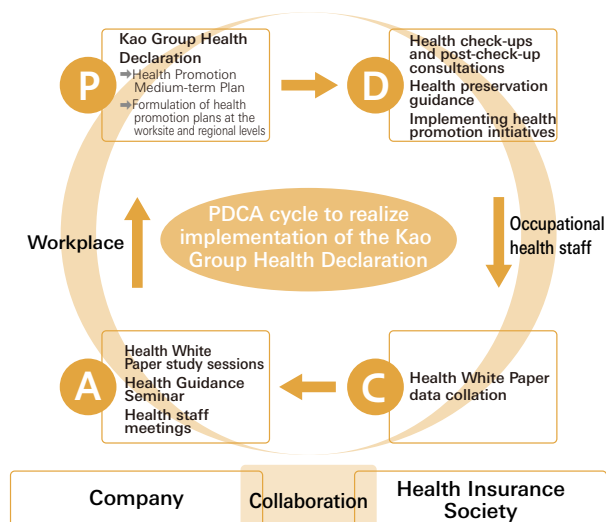 P
Kao Group Health
Declaration
➡Health Promotion
Medium-term Plan
➡Formulation of health
promotion plans at the
worksite and regional levels
D
Health check-ups
and post-check-up
consultations
Health preservation
guidance
Implementing health
promotion initiatives
Workplace
PDCA cycle to realize
implementation of the Kao
Group Health Declaration
Occupational
health staff
A
Health White
Paper study sessions
Health Guidance
Seminar
Health staff
meetings
C
Health White Paper
data collation
Company
Collaboration
Health Insurance
Society